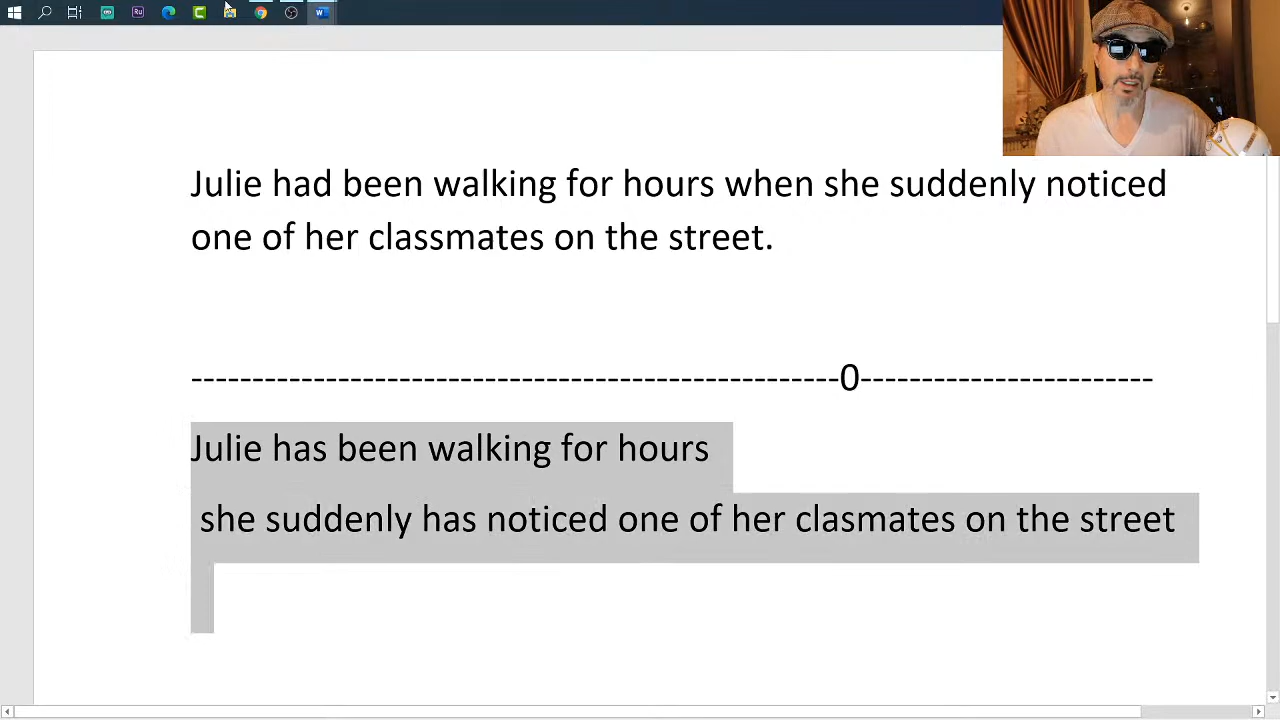 Julie had been walking for hours when she suddenly noticed
one of her classmates on the street.
-----------------------------------------------------0------------------------
Julie has been walking for hours
she suddenly has noticed one of her clasmates on the street